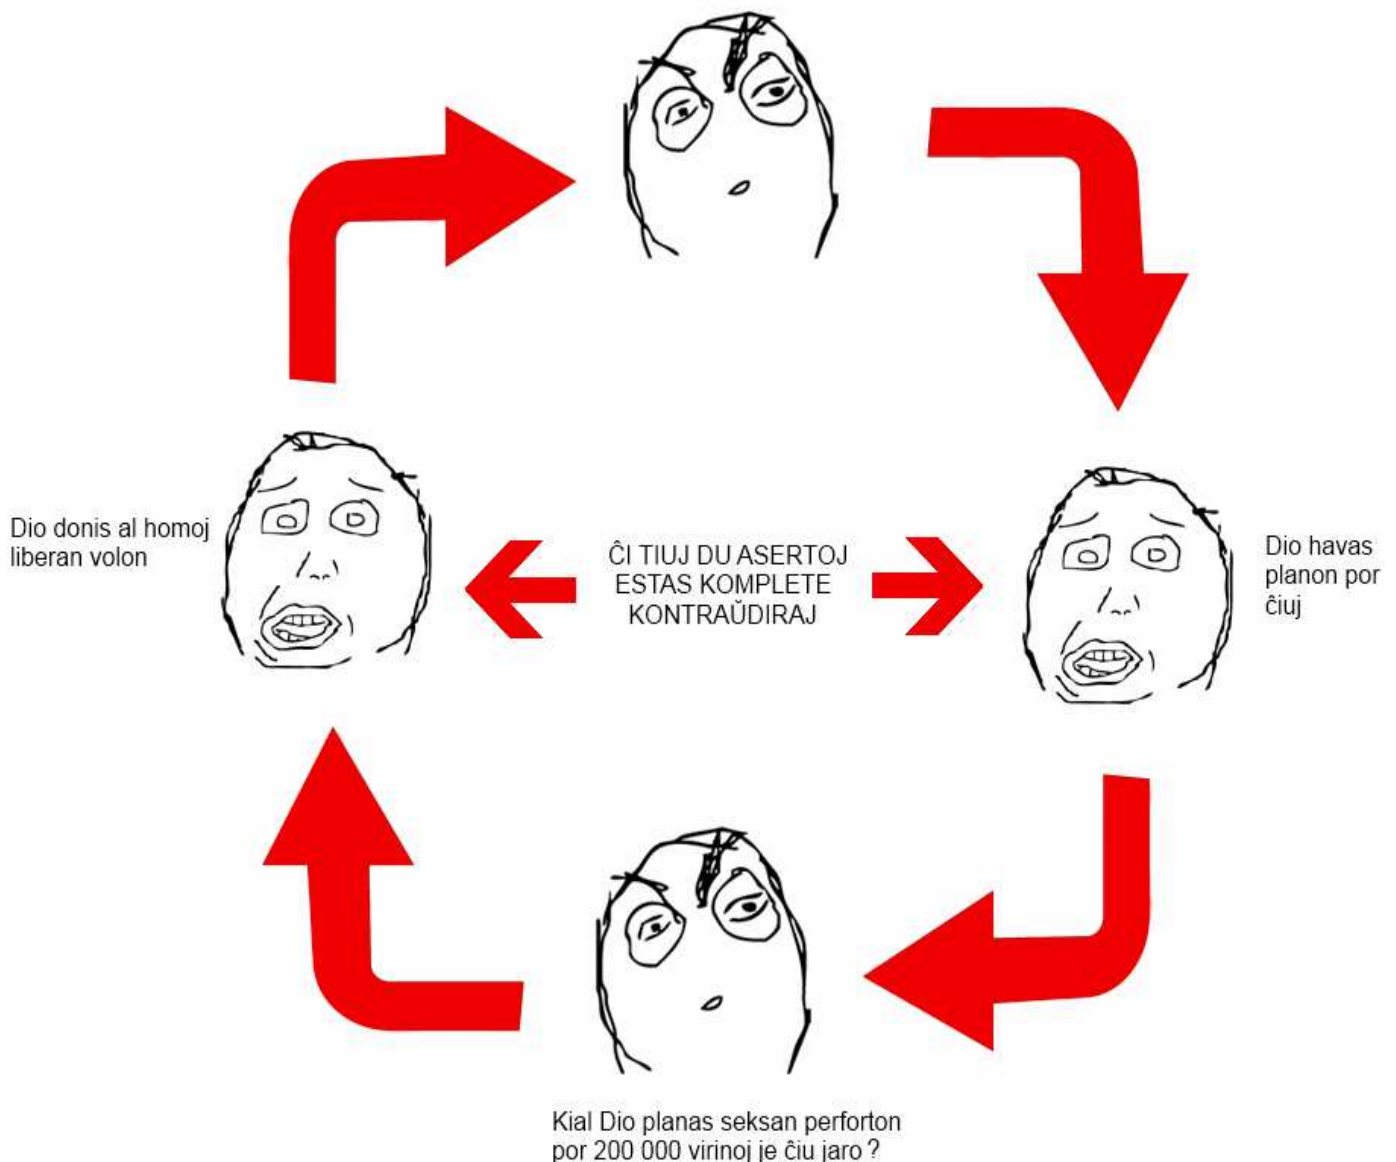 Dio donis al homoj
liberan volon
ĈI TIUJ DU ASERTOJ
ESTAS KOMPLETE
KONTRAŬDIRAJ
Dio havas
planon por
ĉiuj
Kial Dio planas seksan perforton
por 200 000 virinoj je ĉiu jaro ?